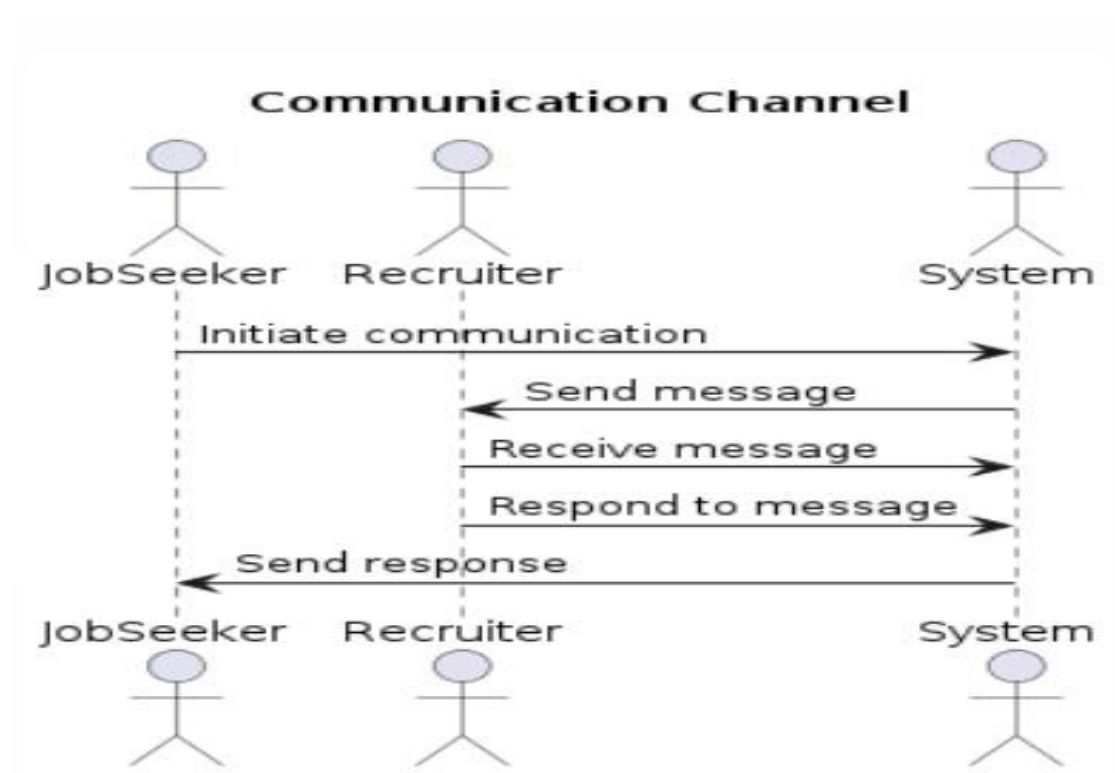 Communication Channel
JobSeeker Recruiter System
Initiate communication
Send message
Receive message
Respond to message
Send response
JobSeeker Recruiter System